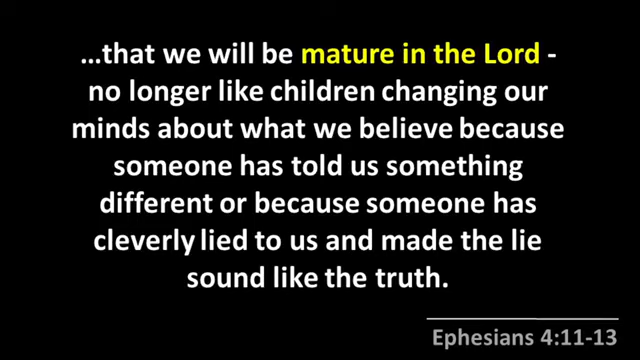 …that we will be mature in the Lord -
no longer like children changing our
minds about what we believe because
someone has told us something
different or because someone has
cleverly lied to us and made the lie
sound like the truth.
Ephesians 4:11-13